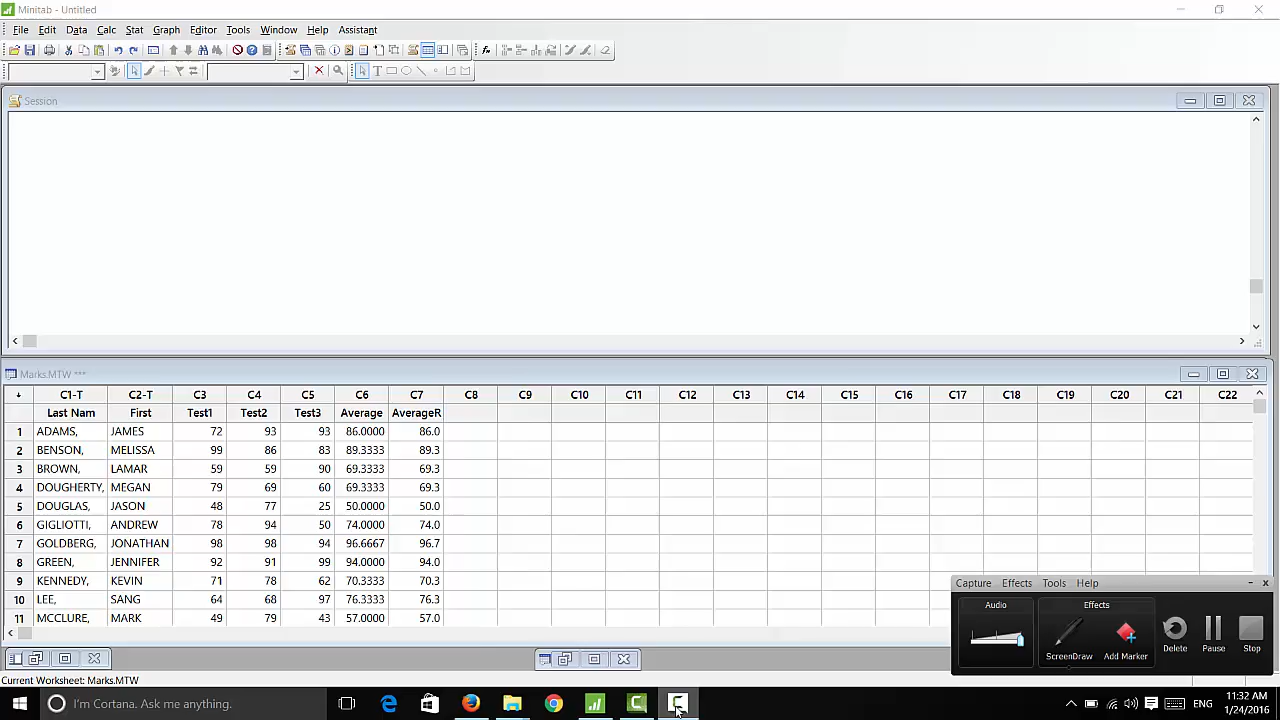 Minitab - Untitled
File Edit Data Calc Stat Graph Editor Tools Window Help Assistant
Session
Marks.MTW ***
C1-T C2-T C3 C4 C5 C6 C7 C8 C9 C10 C11 C12 C13 C14 C15 C16 C17 C18 C19 C20 C21 C22
Last Nam First Test1 Test2 Test3 Average AverageR
1 ADAMS, JAMES 72 93 93 86.0000 86.0
2 BENSON, MELISSA 99 86 83 89.3333 89.3
3 BROWN, LAMAR 59 59 90 69.3333 69.3
4 DOUGHERTY, MEGAN 79 69 60 69.3333 69.3
5 DOUGLAS, JASON 48 77 25 50.0000 50.0
6 GIGLIOTTI, ANDREW 78 94 50 74.0000 74.0
7 GOLDBERG, JONATHAN 98 98 94 96.6667 96.7
8 GREEN, JENNIFER 92 91 99 94.0000 94.0
9 KENNEDY, KEVIN 71 78 62 70.3333 70.3
10 LEE, SANG 64 68 97 76.3333 76.3
11 MCCLURE, MARK 49 79 43 57.0000 57.0
Capture Effects Tools Help
Audio Effects
ScreenDraw Add Marker Delete Pause Stop
Current Worksheet: Marks.MTW
I'm Cortana. Ask me anything.
ENG
11:32 AM
1/24/2016